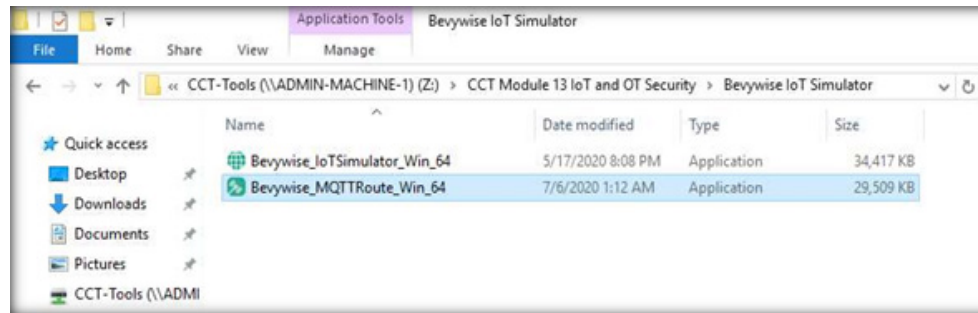 Application Tools Bevywise IoT Simulator
File Home Share View Manage
« CCT-Tools (\\ADMIN-MACHINE-1) (Z:) > CCT Module 13 IoT and OT Security > Bevywise IoT Simulator
Name Date modified Type Size
Quick access
Bevywise_IoTSimulator_Win_64 5/17/2020 8:08 PM Application 34,417 KB
Desktop
Bevywise_MQTTRoute_Win_64 7/6/2020 1:12 AM Application 29,509 KB
Downloads
Documents
Pictures
CCT-Tools (\\ADMI